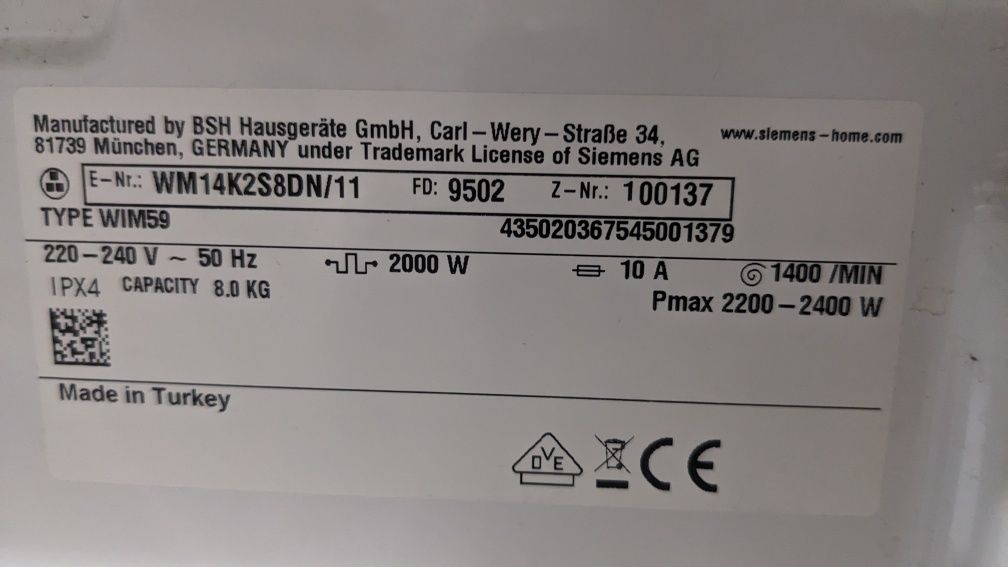 Manufactured by BSH Hausgeräte GmbH, Carl-Wery-Straße 34,
www.siemens-home.com
81739 München, GERMANY under Trademark License of Siemens AG
E-Nr.: WM14K2S8DN/11 FD: 9502 Z-Nr.: 100137
TYPE WIM59 435020367545001379
220-240 V ~ 50 Hz 2000 W 10 A 1400 /MIN
IPX4 CAPACITY 8.0 KG Pmax 2200-2400 W
Made in Turkey
DVE
CE